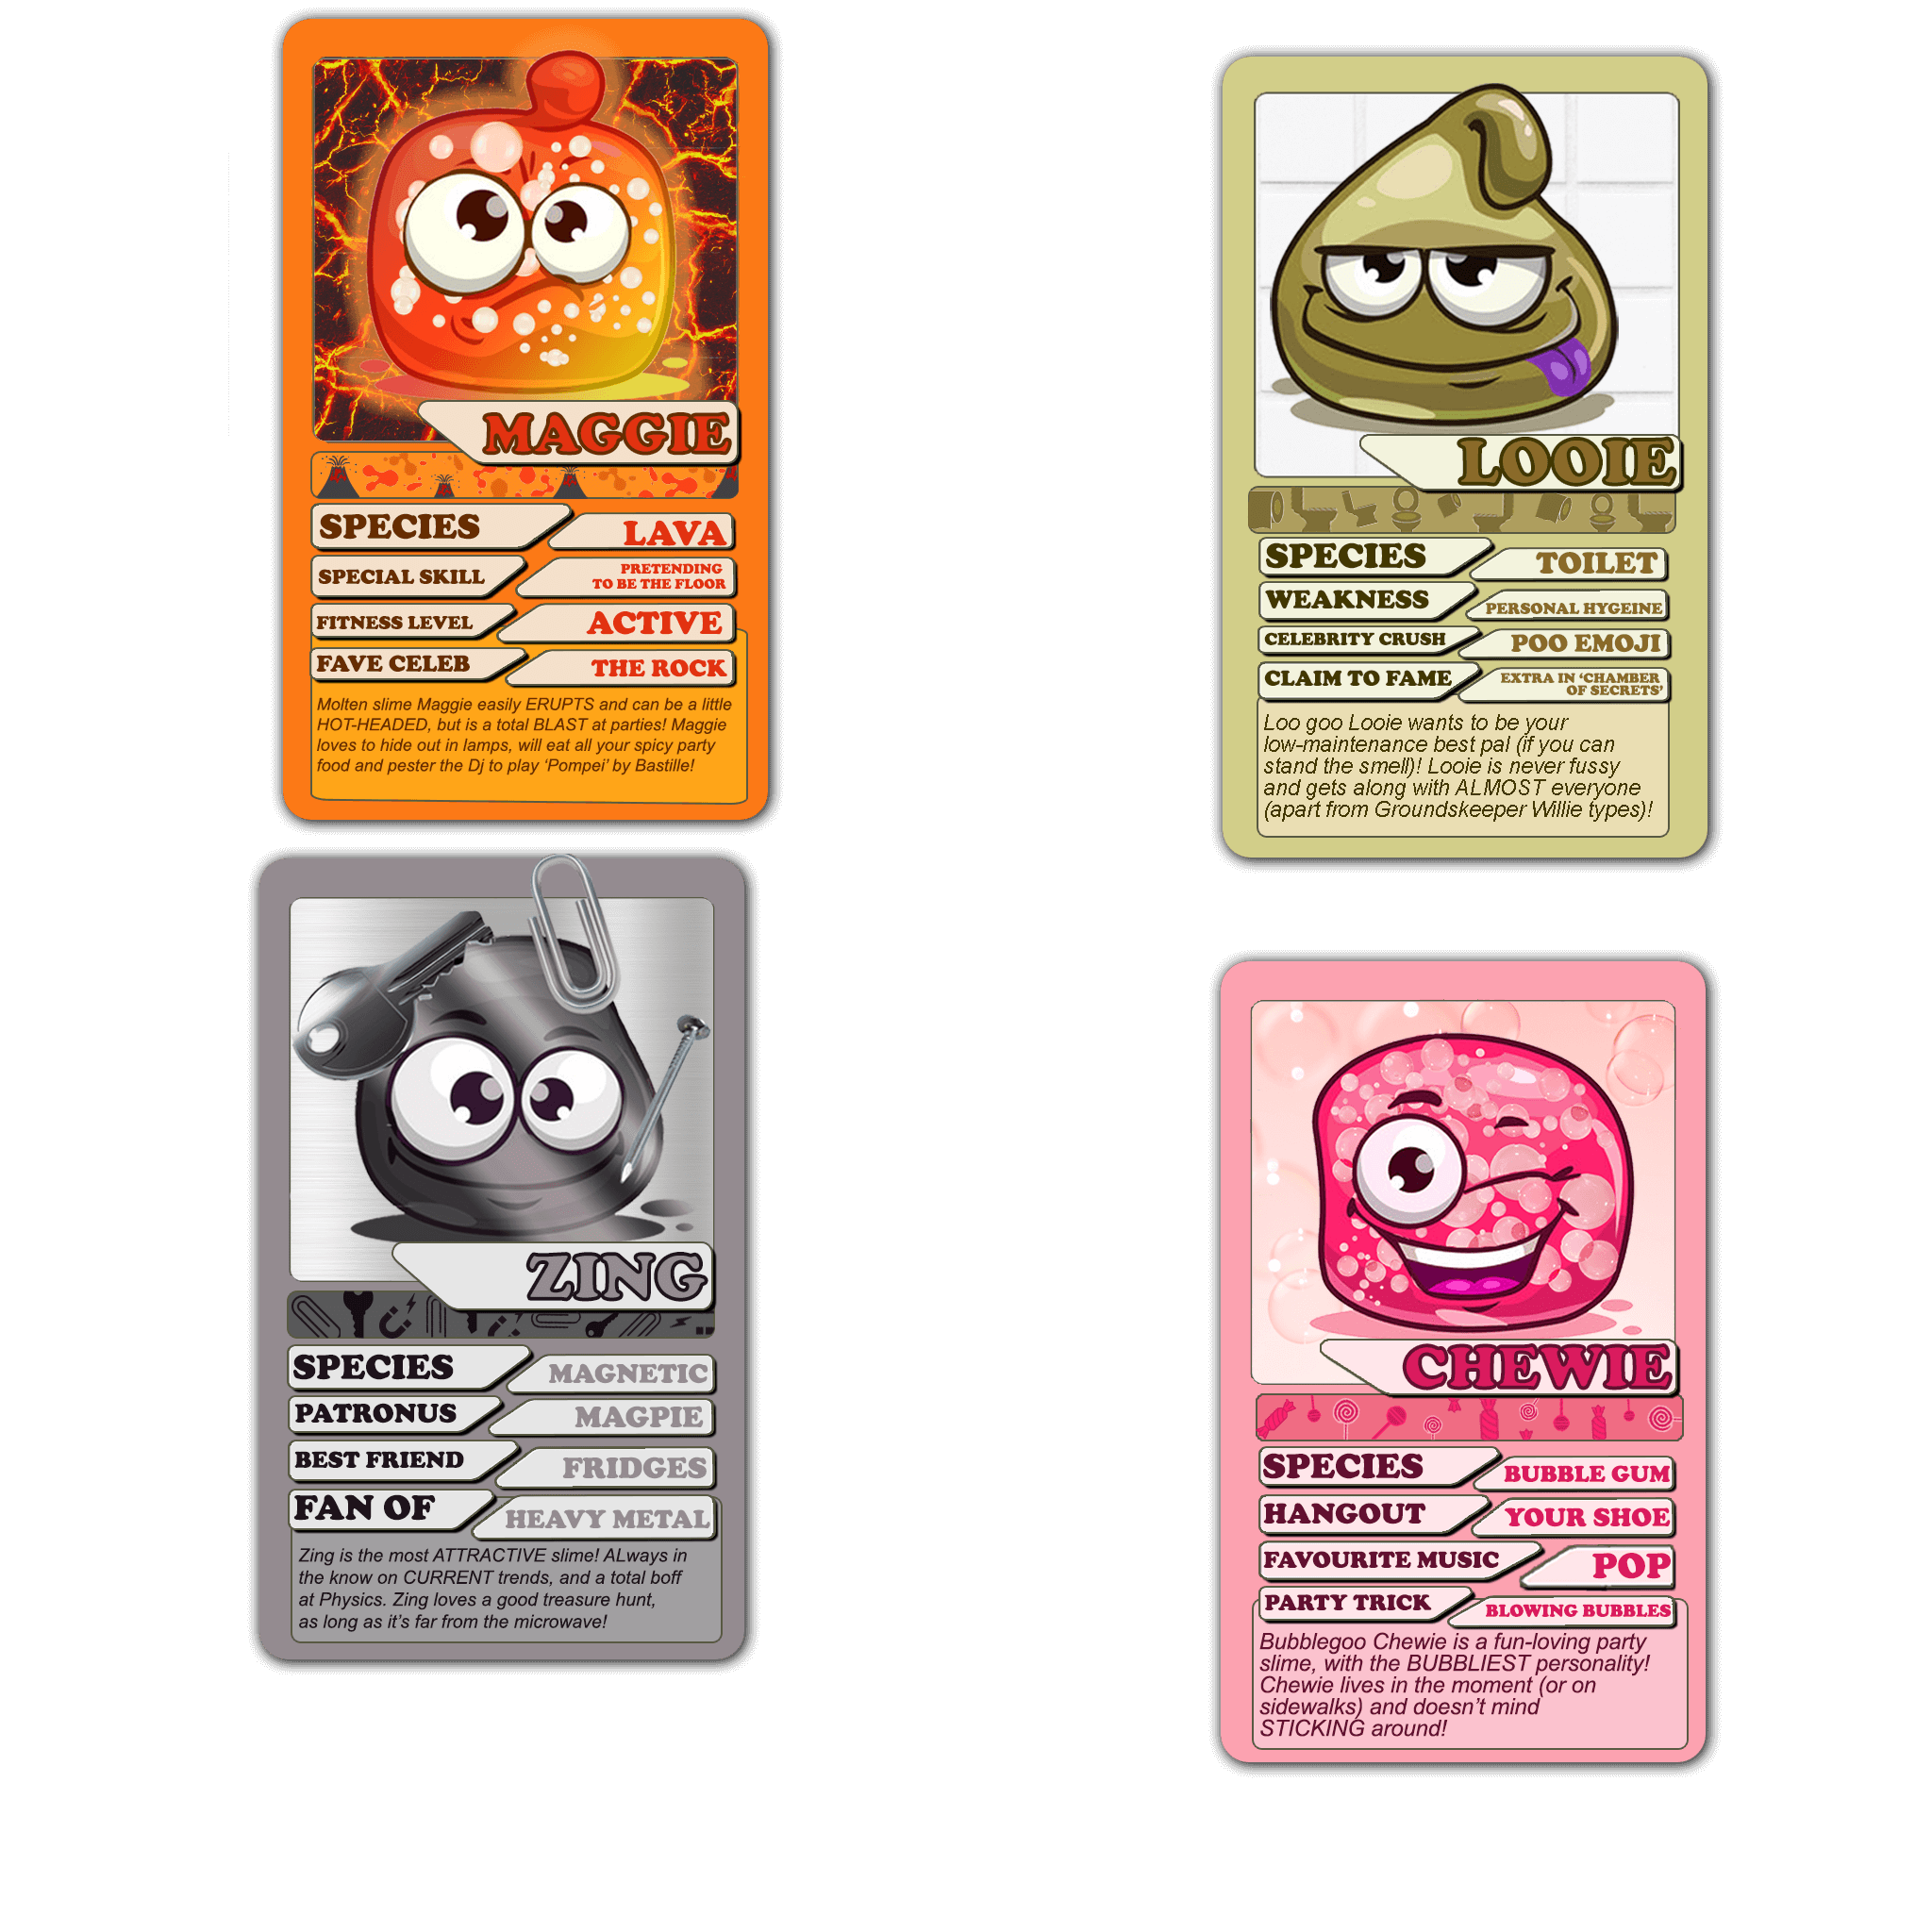 MAGGIE
SPECIES LAVA
SPECIAL SKILL PRETENDING
TO BE THE FLOOR
FITNESS LEVEL ACTIVE
FAVE CELEB THE ROCK
Molten slime Maggie easily ERUPTS and can be a little
HOT-HEADED, but is a total BLAST at parties! Maggie
loves to hide out in lamps, will eat all your spicy party
food and pester the Dj to play ‘Pompei’ by Bastille!
LOOIE
SPECIES TOILET
WEAKNESS PERSONAL HYGEINE
CELEBRITY CRUSH POO EMOJI
CLAIM TO FAME EXTRA IN ‘CHAMBER
OF SECRETS’
Loo goo Looie wants to be your
low-maintenance best pal (if you can
stand the smell)! Looie is never fussy
and gets along with ALMOST everyone
(apart from Groundskeeper Willie types)!
ZING
SPECIES MAGNETIC
PATRONUS MAGPIE
BEST FRIEND FRIDGES
FAN OF HEAVY METAL
Zing is the most ATTRACTIVE slime! ALways in
the know on CURRENT trends, and a total boff
at Physics. Zing loves a good treasure hunt,
as long as it’s far from the microwave!
CHEWIE
SPECIES BUBBLE GUM
HANGOUT YOUR SHOE
FAVOURITE MUSIC POP
PARTY TRICK BLOWING BUBBLES
Bubblegoo Chewie is a fun-loving party
slime, with the BUBBLIEST personality!
Chewie lives in the moment (or on
sidewalks) and doesn’t mind
STICKING around!